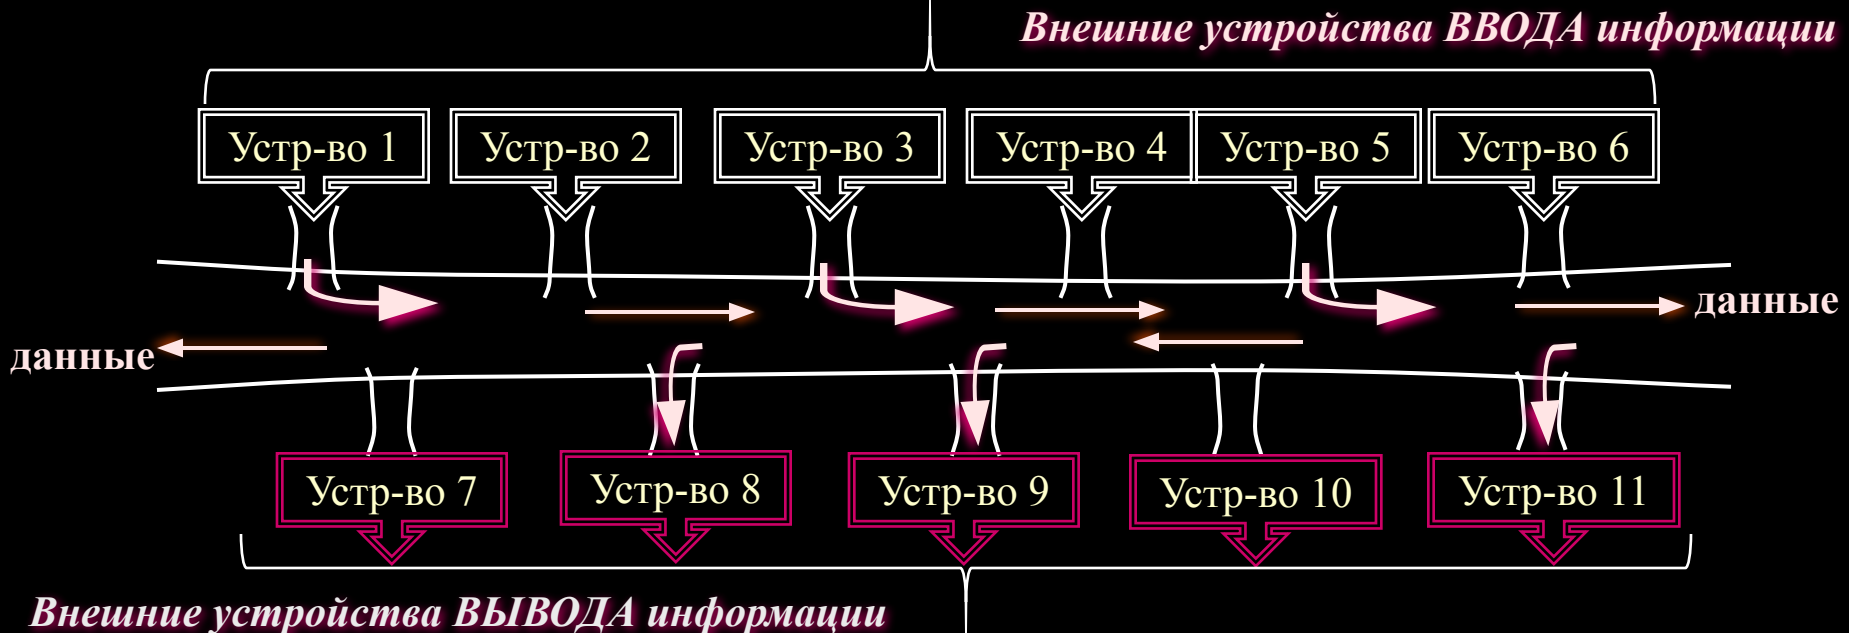 Внешние устройства ВВОДА информации
Устр-во 1
Устр-во 2
Устр-во 3
Устр-во 4
Устр-во 5
Устр-во 6
данные
данные
Устр-во 7
Устр-во 8
Устр-во 9
Устр-во 10
Устр-во 11
Внешние устройства ВЫВОДА информации